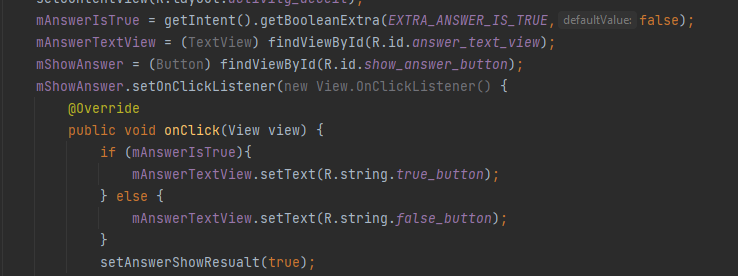 setContentView(R.layout.activity_detail);
mAnswerIsTrue = getIntent().getBooleanExtra(EXTRA_ANSWER_IS_TRUE, defaultValue: false);
mAnswerTextView = (TextView) findViewById(R.id.answer_text_view);
mShowAnswer = (Button) findViewById(R.id.show_answer_button);
mShowAnswer.setOnClickListener(new View.OnClickListener() {
@Override
public void onClick(View view) {
if (mAnswerIsTrue){
mAnswerTextView.setText(R.string.true_button);
} else {
mAnswerTextView.setText(R.string.false_button);
}
setAnswerShowResualt(true);